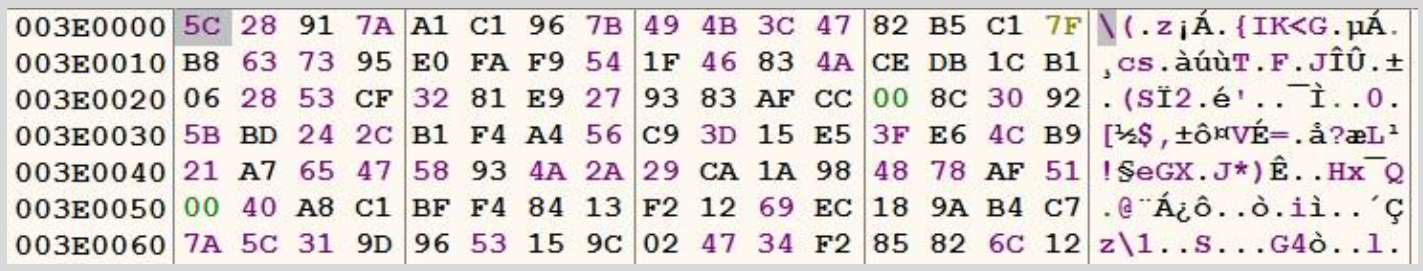 003E0000 5C 28 91 7A A1 C1 96 7B 49 4B 3C 47 82 B5 C1 7F \(.z¡Á.{IK<G.µÁ.
003E0010 B8 63 73 95 E0 FA F9 54 1F 46 83 4A CE DB 1C B1 ¸cs.àúùT.F.JÎÛ.±
003E0020 06 28 53 CF 32 81 E9 27 93 83 AF CC 00 8C 30 92 .(SÏ2.é'..¯Ì..0.
003E0030 5B BD 24 2C B1 F4 A4 56 C9 3D 15 E5 3F E6 4C B9 [½$,±ô¤VÉ=.å?æL¹
003E0040 21 A7 65 47 58 93 4A 2A 29 CA 1A 98 48 78 AF 51 !§eGX.J*)Ê..Hx¯Q
003E0050 00 40 A8 C1 BF F4 84 13 F2 12 69 EC 18 9A B4 C7 .@¨Á¿ô..ò.iì..´Ç
003E0060 7A 5C 31 9D 96 53 15 9C 02 47 34 F2 85 82 6C 12 z\1..S...G4ò..l.